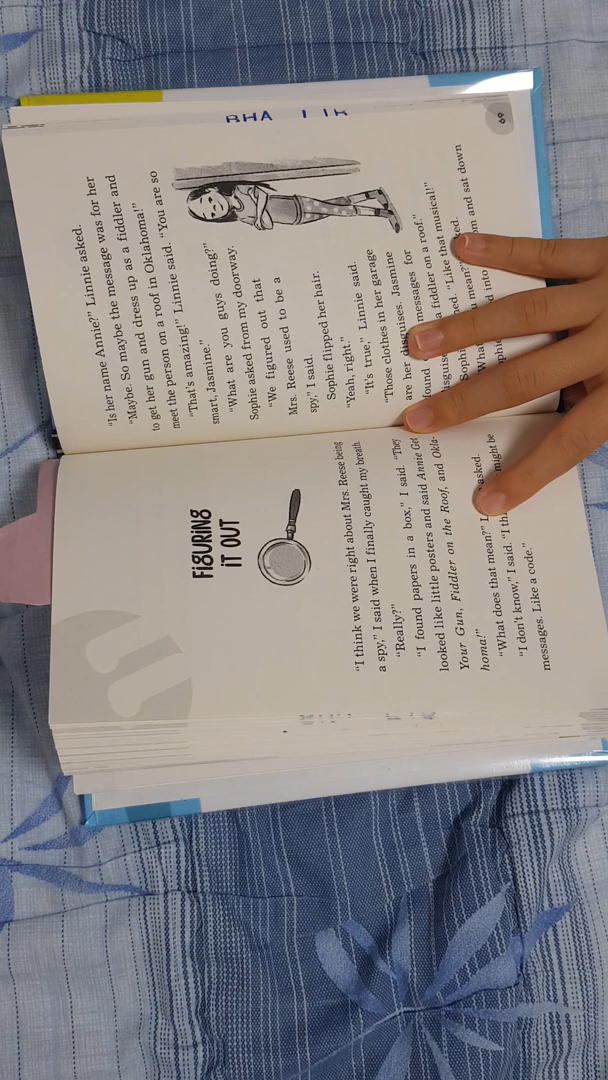 FiGURiNG
iT OUT
"I think we were right about Mrs. Reese being
a spy," I said when I finally caught my breath.
"Really?"
"I found papers in a box," I said. "They
looked like little posters and said Annie Get
Your Gun, Fiddler on the Roof, and Okla-
homa!"
"What does that mean?" asked.
"I don't know," I said. "I might be
messages. Like a code."
"Is her name Annie?" Linnie asked.
"Maybe. So maybe the message was for her
to get her gun and dress up as a fiddler and
meet the person on a roof in Oklahoma!"
"That's amazing!" Linnie said. "You are so
smart, Jasmine."
"What are you guys doing?"
Sophie asked from my doorway.
"We figured out that
Mrs. Reese used to be a
spy," I said.
Sophie flipped her hair.
"Yeah, right."
"It's true," Linnie said.
"Those clothes in her garage
are her disguises. Jasmine
found messages for
a fiddler on a roof."
"Like that musical!"
mean?"
and sat down
69